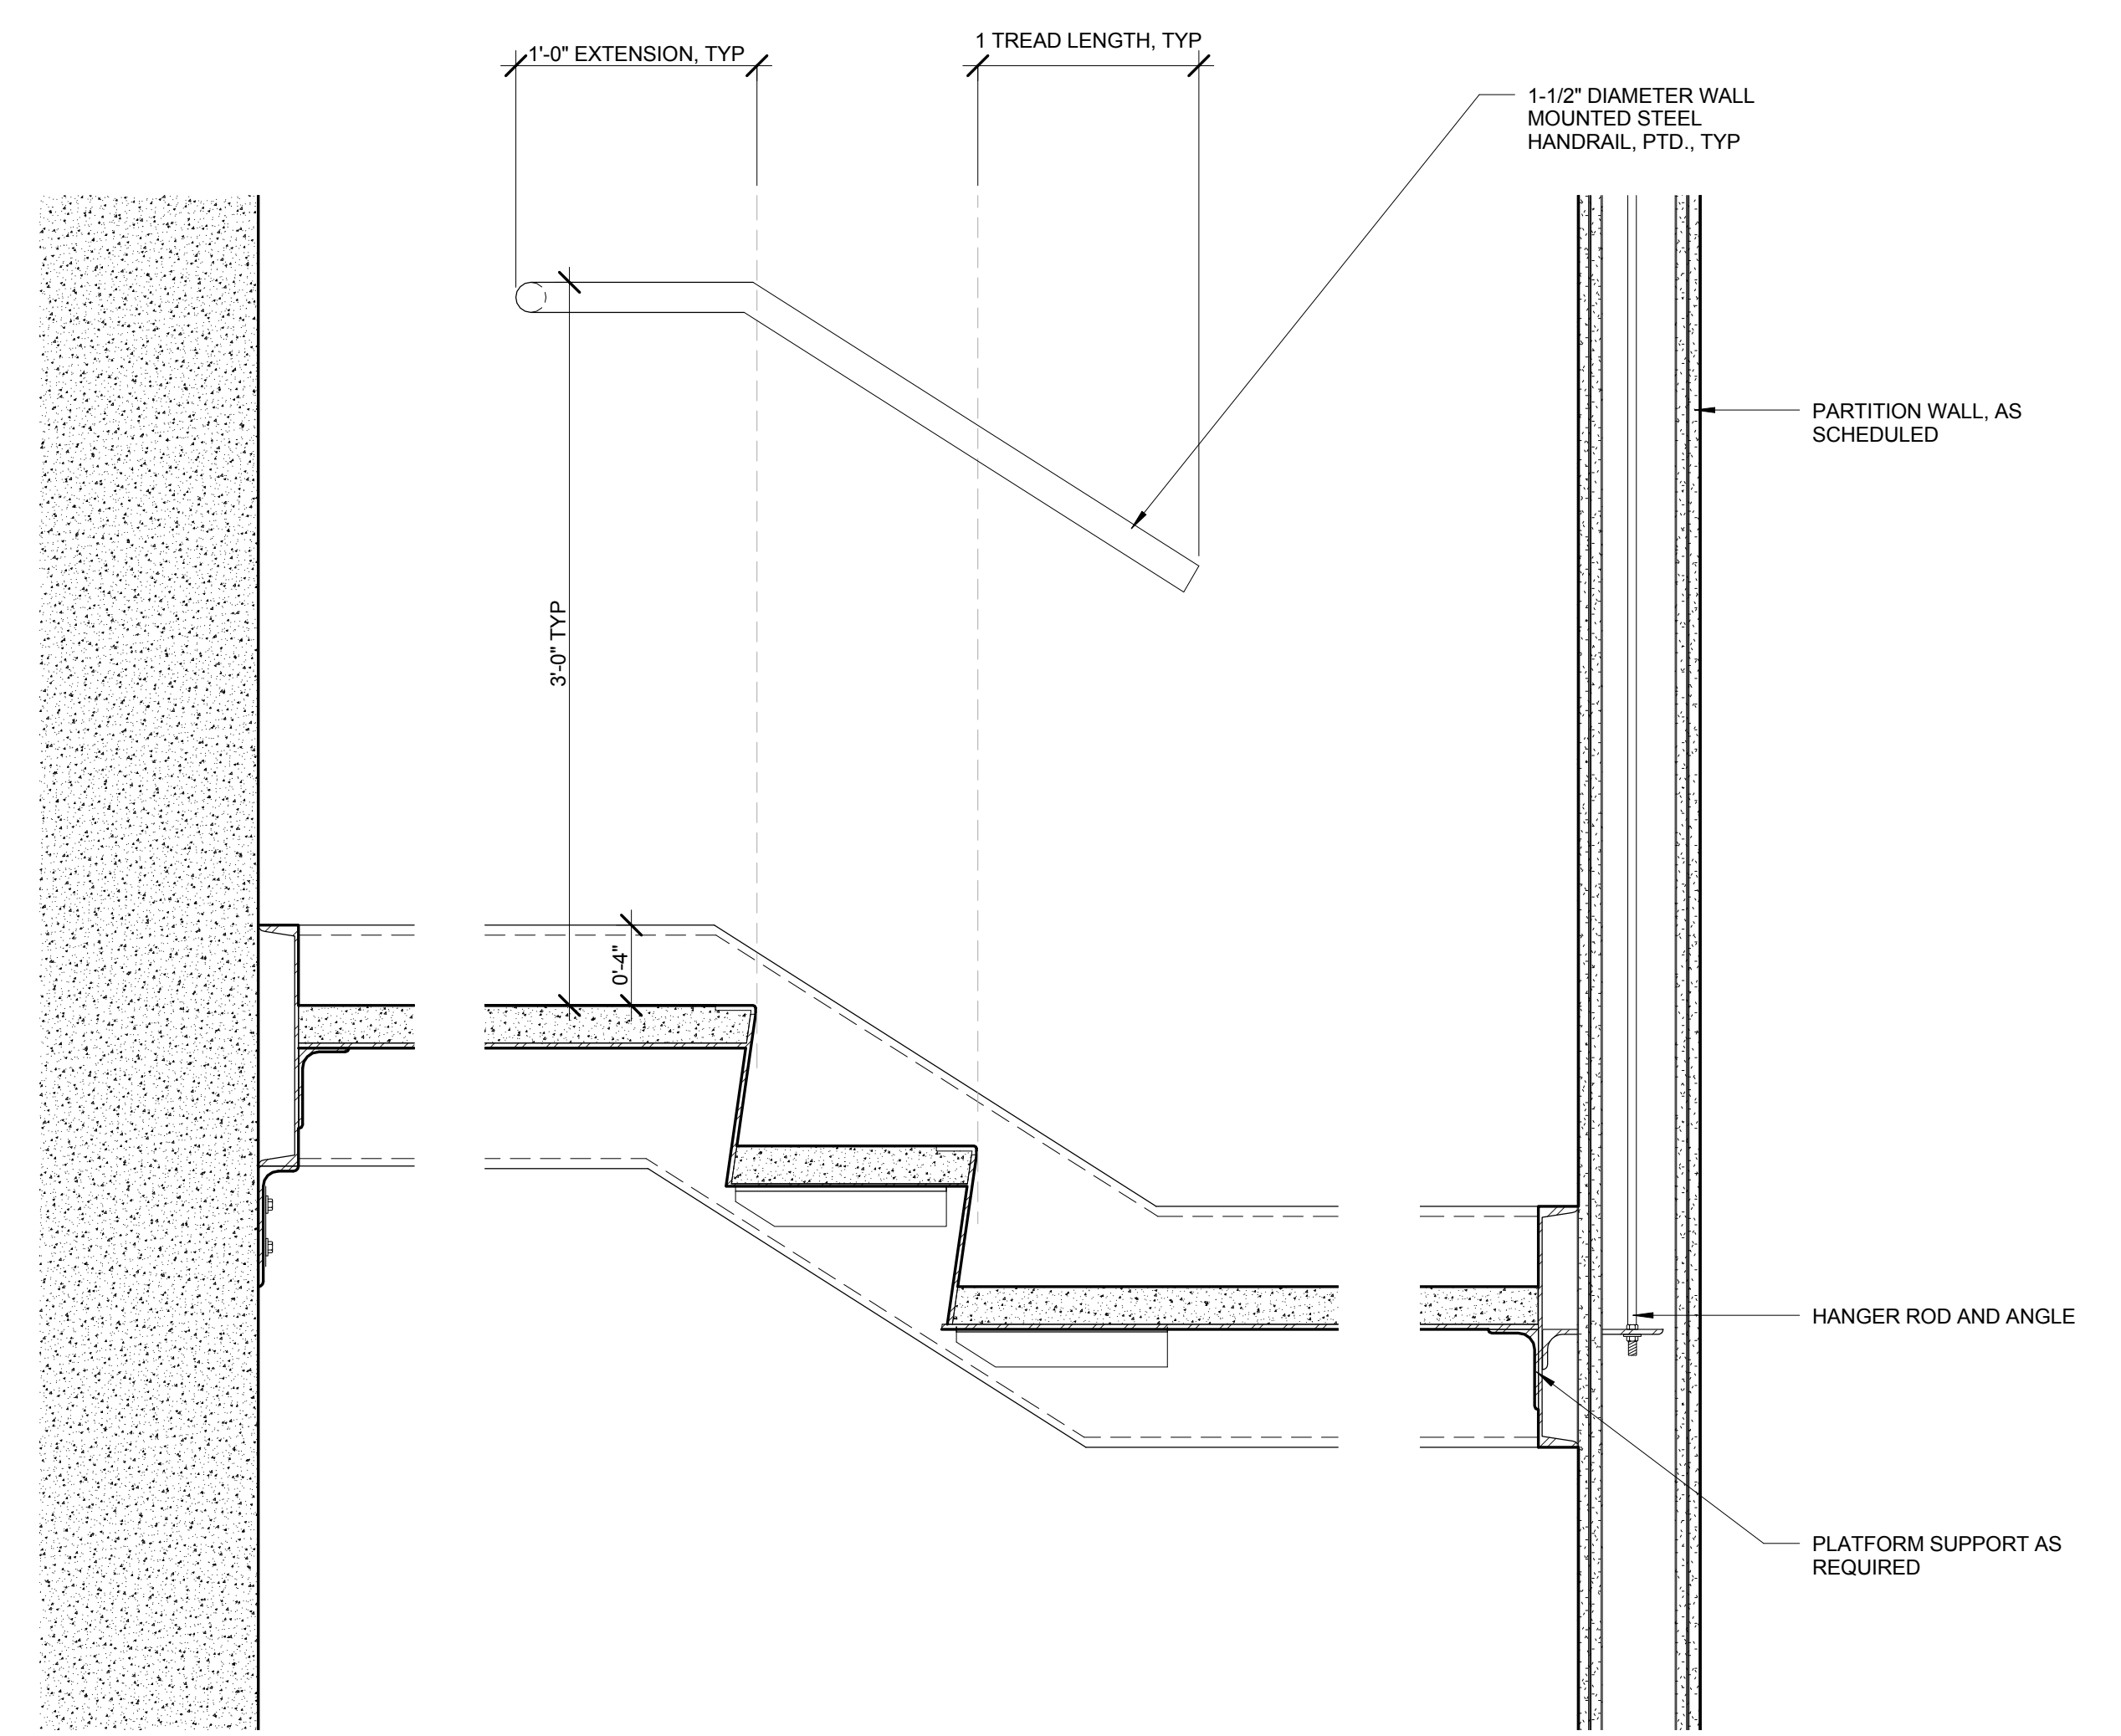 1'-0" EXTENSION, TYP
1 TREAD LENGTH, TYP
1-1/2" DIAMETER WALL
MOUNTED STEEL
HANDRAIL, PTD., TYP
PARTITION WALL, AS
SCHEDULED
3'-0" TYP
0'-4"
HANGER ROD AND ANGLE
PLATFORM SUPPORT AS
REQUIRED